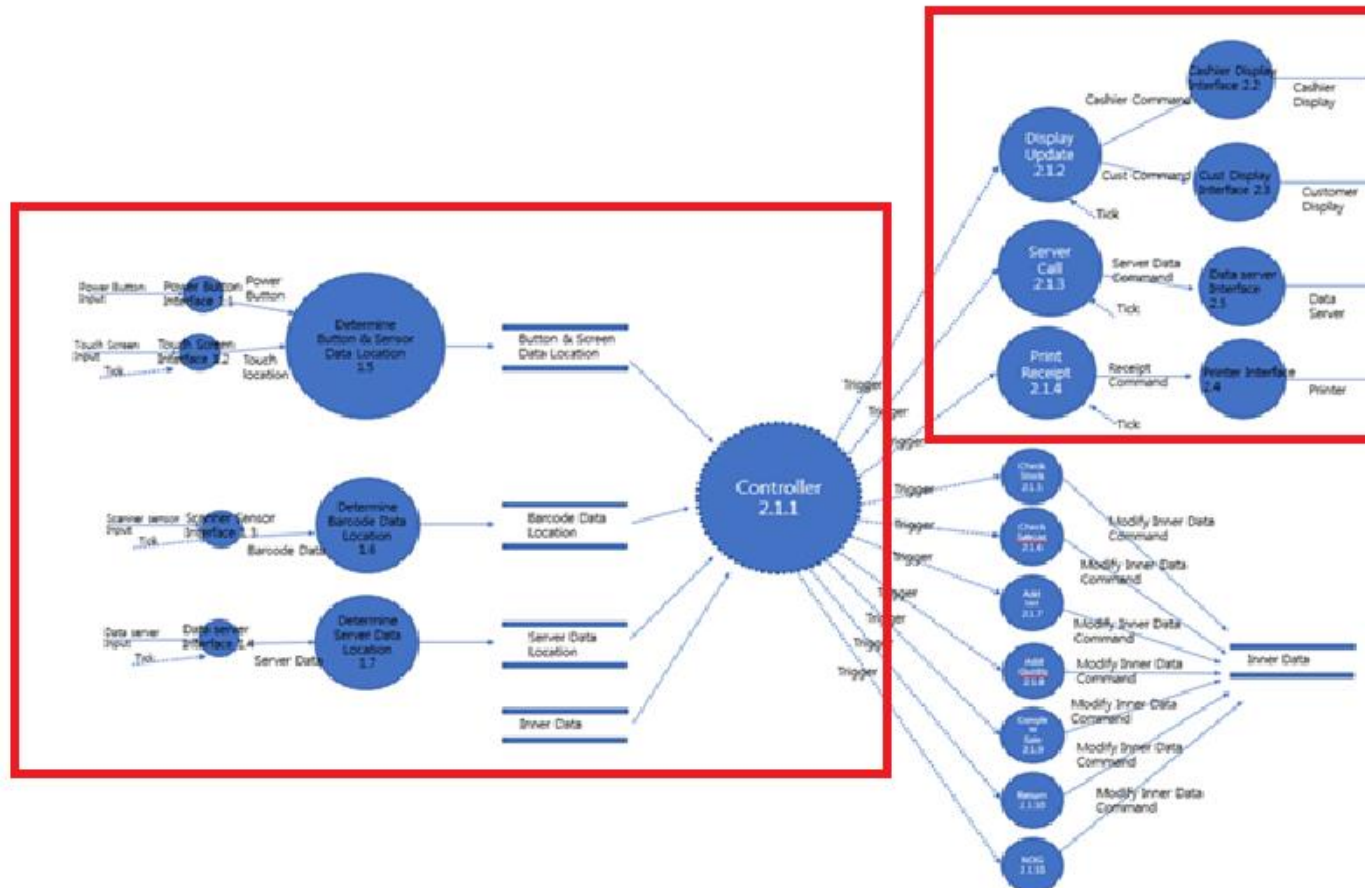 Power Button
Input
Power Button
Interface 1.1
Power
Button
Touch Screen
Input
Tick
Touch Screen
Interface 1.2
Touch
location
Determine
Button & Sensor
Data Location
1.5
Button & Screen
Data Location
Scanner sensor
Input
Tick
Scanner Sensor
Interface 1.3
Barcode Data
Determine
Barcode Data
Location
1.6
Barcode Data
Location
Data server
Input
Tick
Data server
Interface 1.4
Server Data
Determine
Server Data
Location
1.7
Server Data
Location
Inner Data
Controller
2.1.1
Trigger
Trigger
Trigger
Trigger
Trigger
Trigger
Trigger
Trigger
Trigger
Trigger
Display
Update
2.1.2
Tick
Cashier Command
Cust Command
Cashier Display
Interface 2.2
Cashier
Display
Cust Display
Interface 2.3
Customer
Display
Server
Call
2.1.3
Tick
Server Data
Command
Data server
Interface
Data
Server
Print
Receipt
2.1.4
Tick
Receipt
Command
Printer Interface
2.4
Printer
Check
Stock
2.1.5
Check
2.1.6
Add
2.1.7
Add
2.1.8
Sale
2.1.9
Return
2.1.10
Modify Inner Data
Command
Modify Inner Data
Command
Modify Inner Data
Command
Modify Inner Data
Command
Modify Inner Data
Command
Modify Inner Data
Command
Modify Inner Data
Command
Inner Data